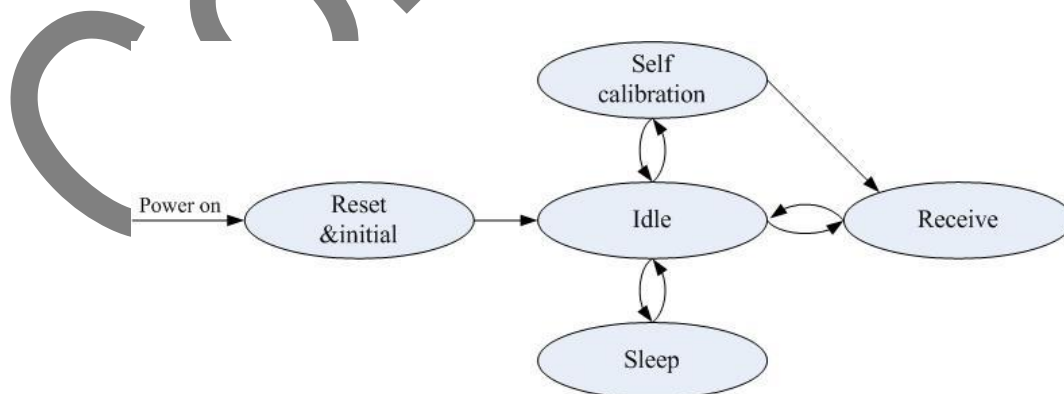 Self
calibration
Power on
Reset
&initial
Idle
Receive
Sleep